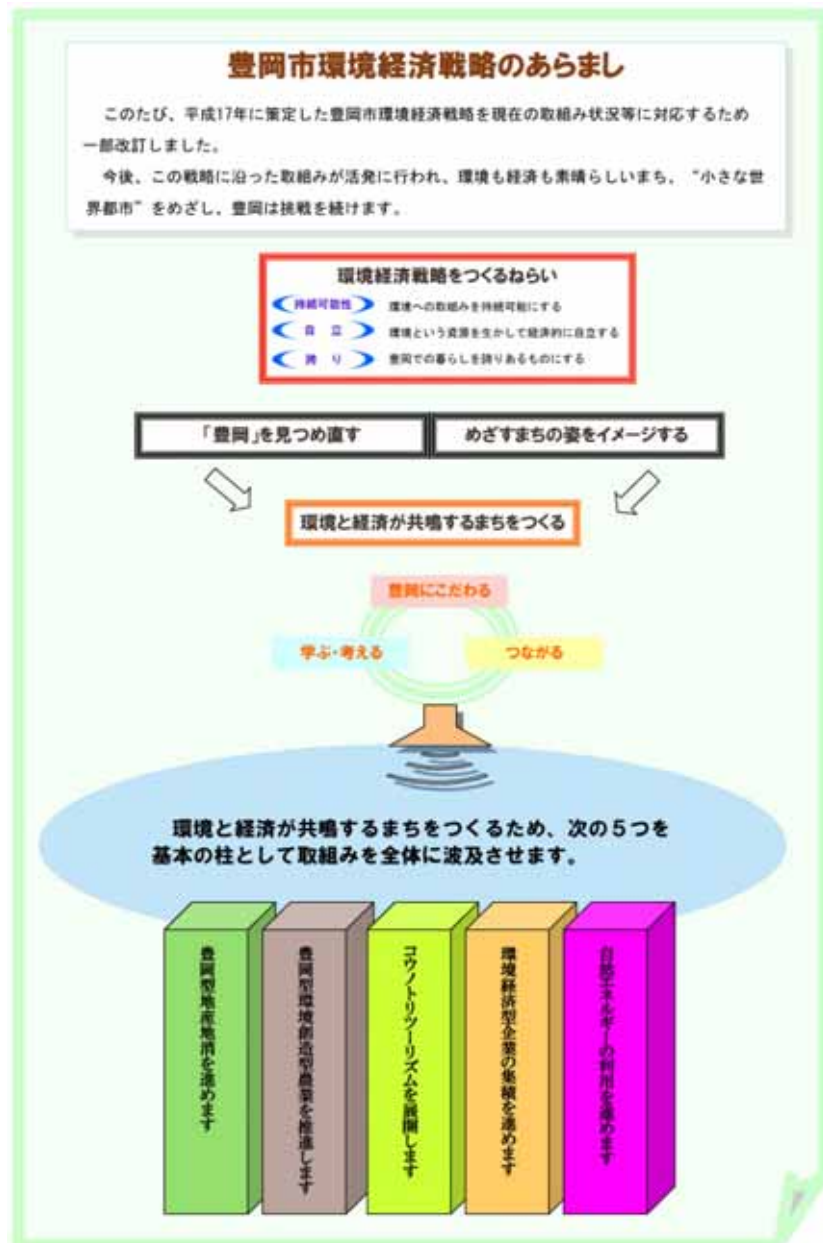 豊岡市環境経済戦略のあらまし
このたび、平成17年に策定した豊岡市環境経済戦略を現在の取組み状況等に対応するため
一部改訂しました。
今後、この戦略に沿った取組みが活発に行われ、環境も経済も素晴らしいまち、“小さな世
界都市”をめざし、豊岡は挑戦を続けます。
環境経済戦略をつくるねらい
持続可能性 環境への取組みを持続可能にする
自 立 環境という資源を生かして経済的に自立する
誇 り 豊岡での暮らしを誇りあるものにする
「豊岡」を見つめ直す
めざすまちの姿をイメージする
環境と経済が共鳴するまちをつくる
豊岡にこだわる
学ぶ・考える
つながる
環境と経済が共鳴するまちをつくるため、次の5つを
基本の柱として取組みを全体に波及させます。
豊岡型地産地消を進めます
豊岡型環境創造型農業を推進します
コウノトリツーリズムを展開します
環境経済型企業の集積を進めます
自然エネルギーの利用を進めます